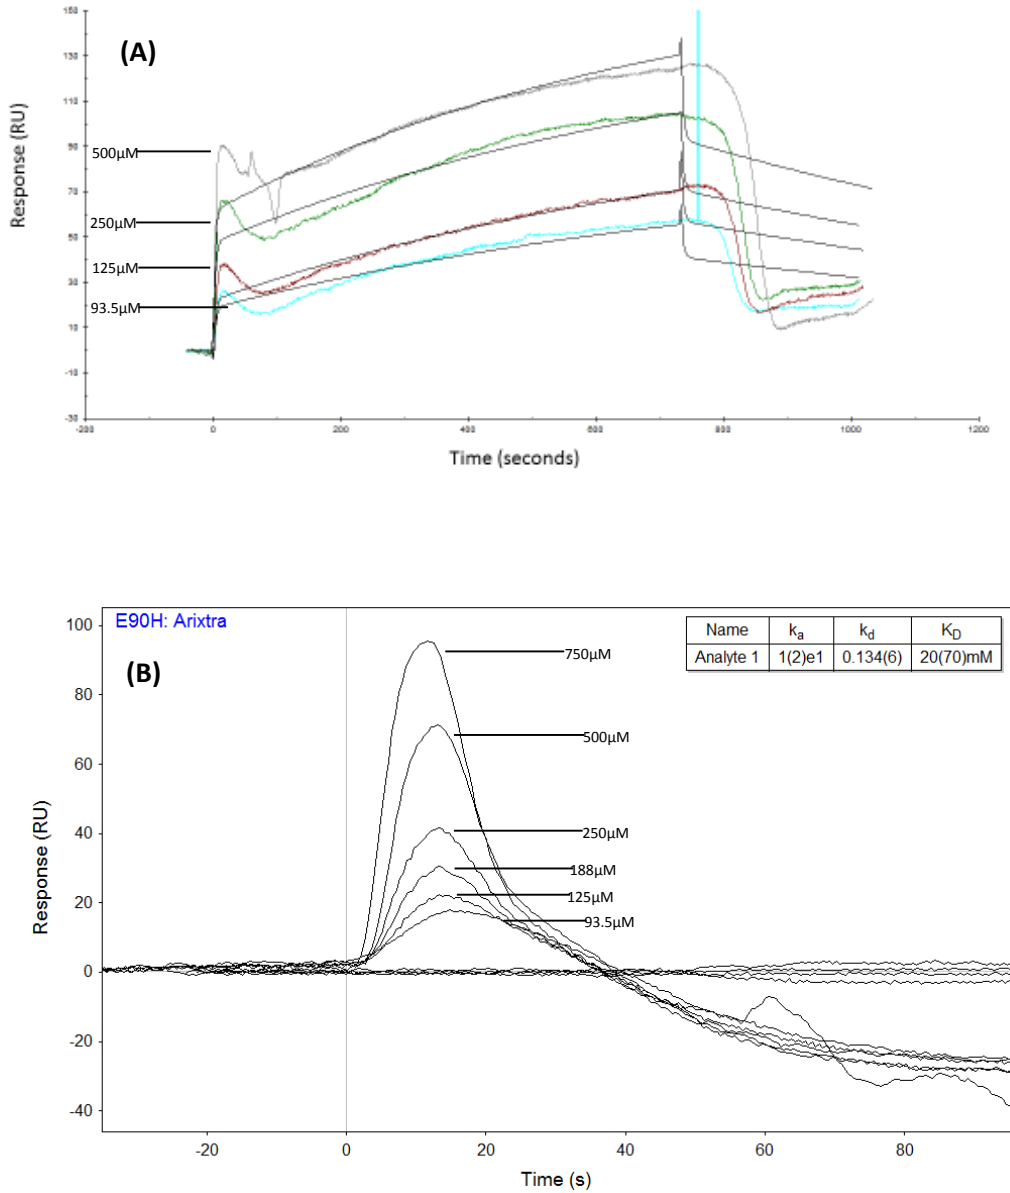 (A)
150
130
110
90
70
50
30
10
-10
-30
Response (RU)
500µM
250µM
125µM
93.5µM
-200
0
200
400
600
800
1000
1200
Time (seconds)
E90H: Arixtra
(B)
Name ka kd KD
Analyte 1 1(2)e1 0.134(6) 20(70)mM
750µM
500µM
250µM
188µM
125µM
93.5µM
100
80
60
40
20
0
-20
-40
Response (RU)
-20
0
20
40
60
80
Time (s)